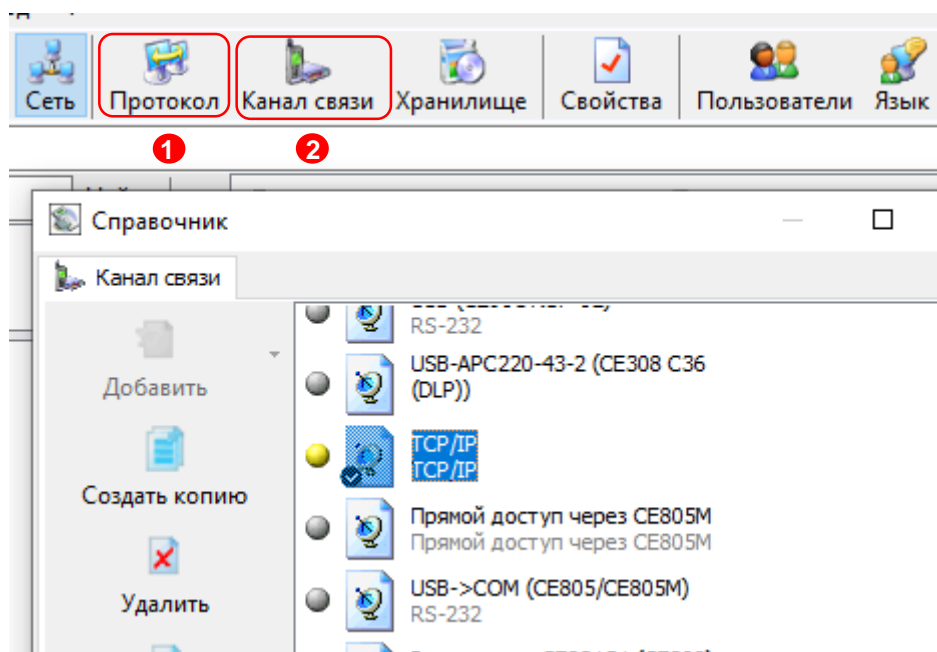 Сеть
Протокол
Канал связи
Хранилище
Свойства
Пользователи
Язык
1
2
Справочник
Канал связи
RS-232
Добавить
USB-APC220-43-2 (CE308 C36
(DLP))
TCP/IP
TCP/IP
Создать копию
Прямой доступ через CE805M
Прямой доступ через CE805M
Удалить
USB->COM (CE805/CE805M)
RS-232